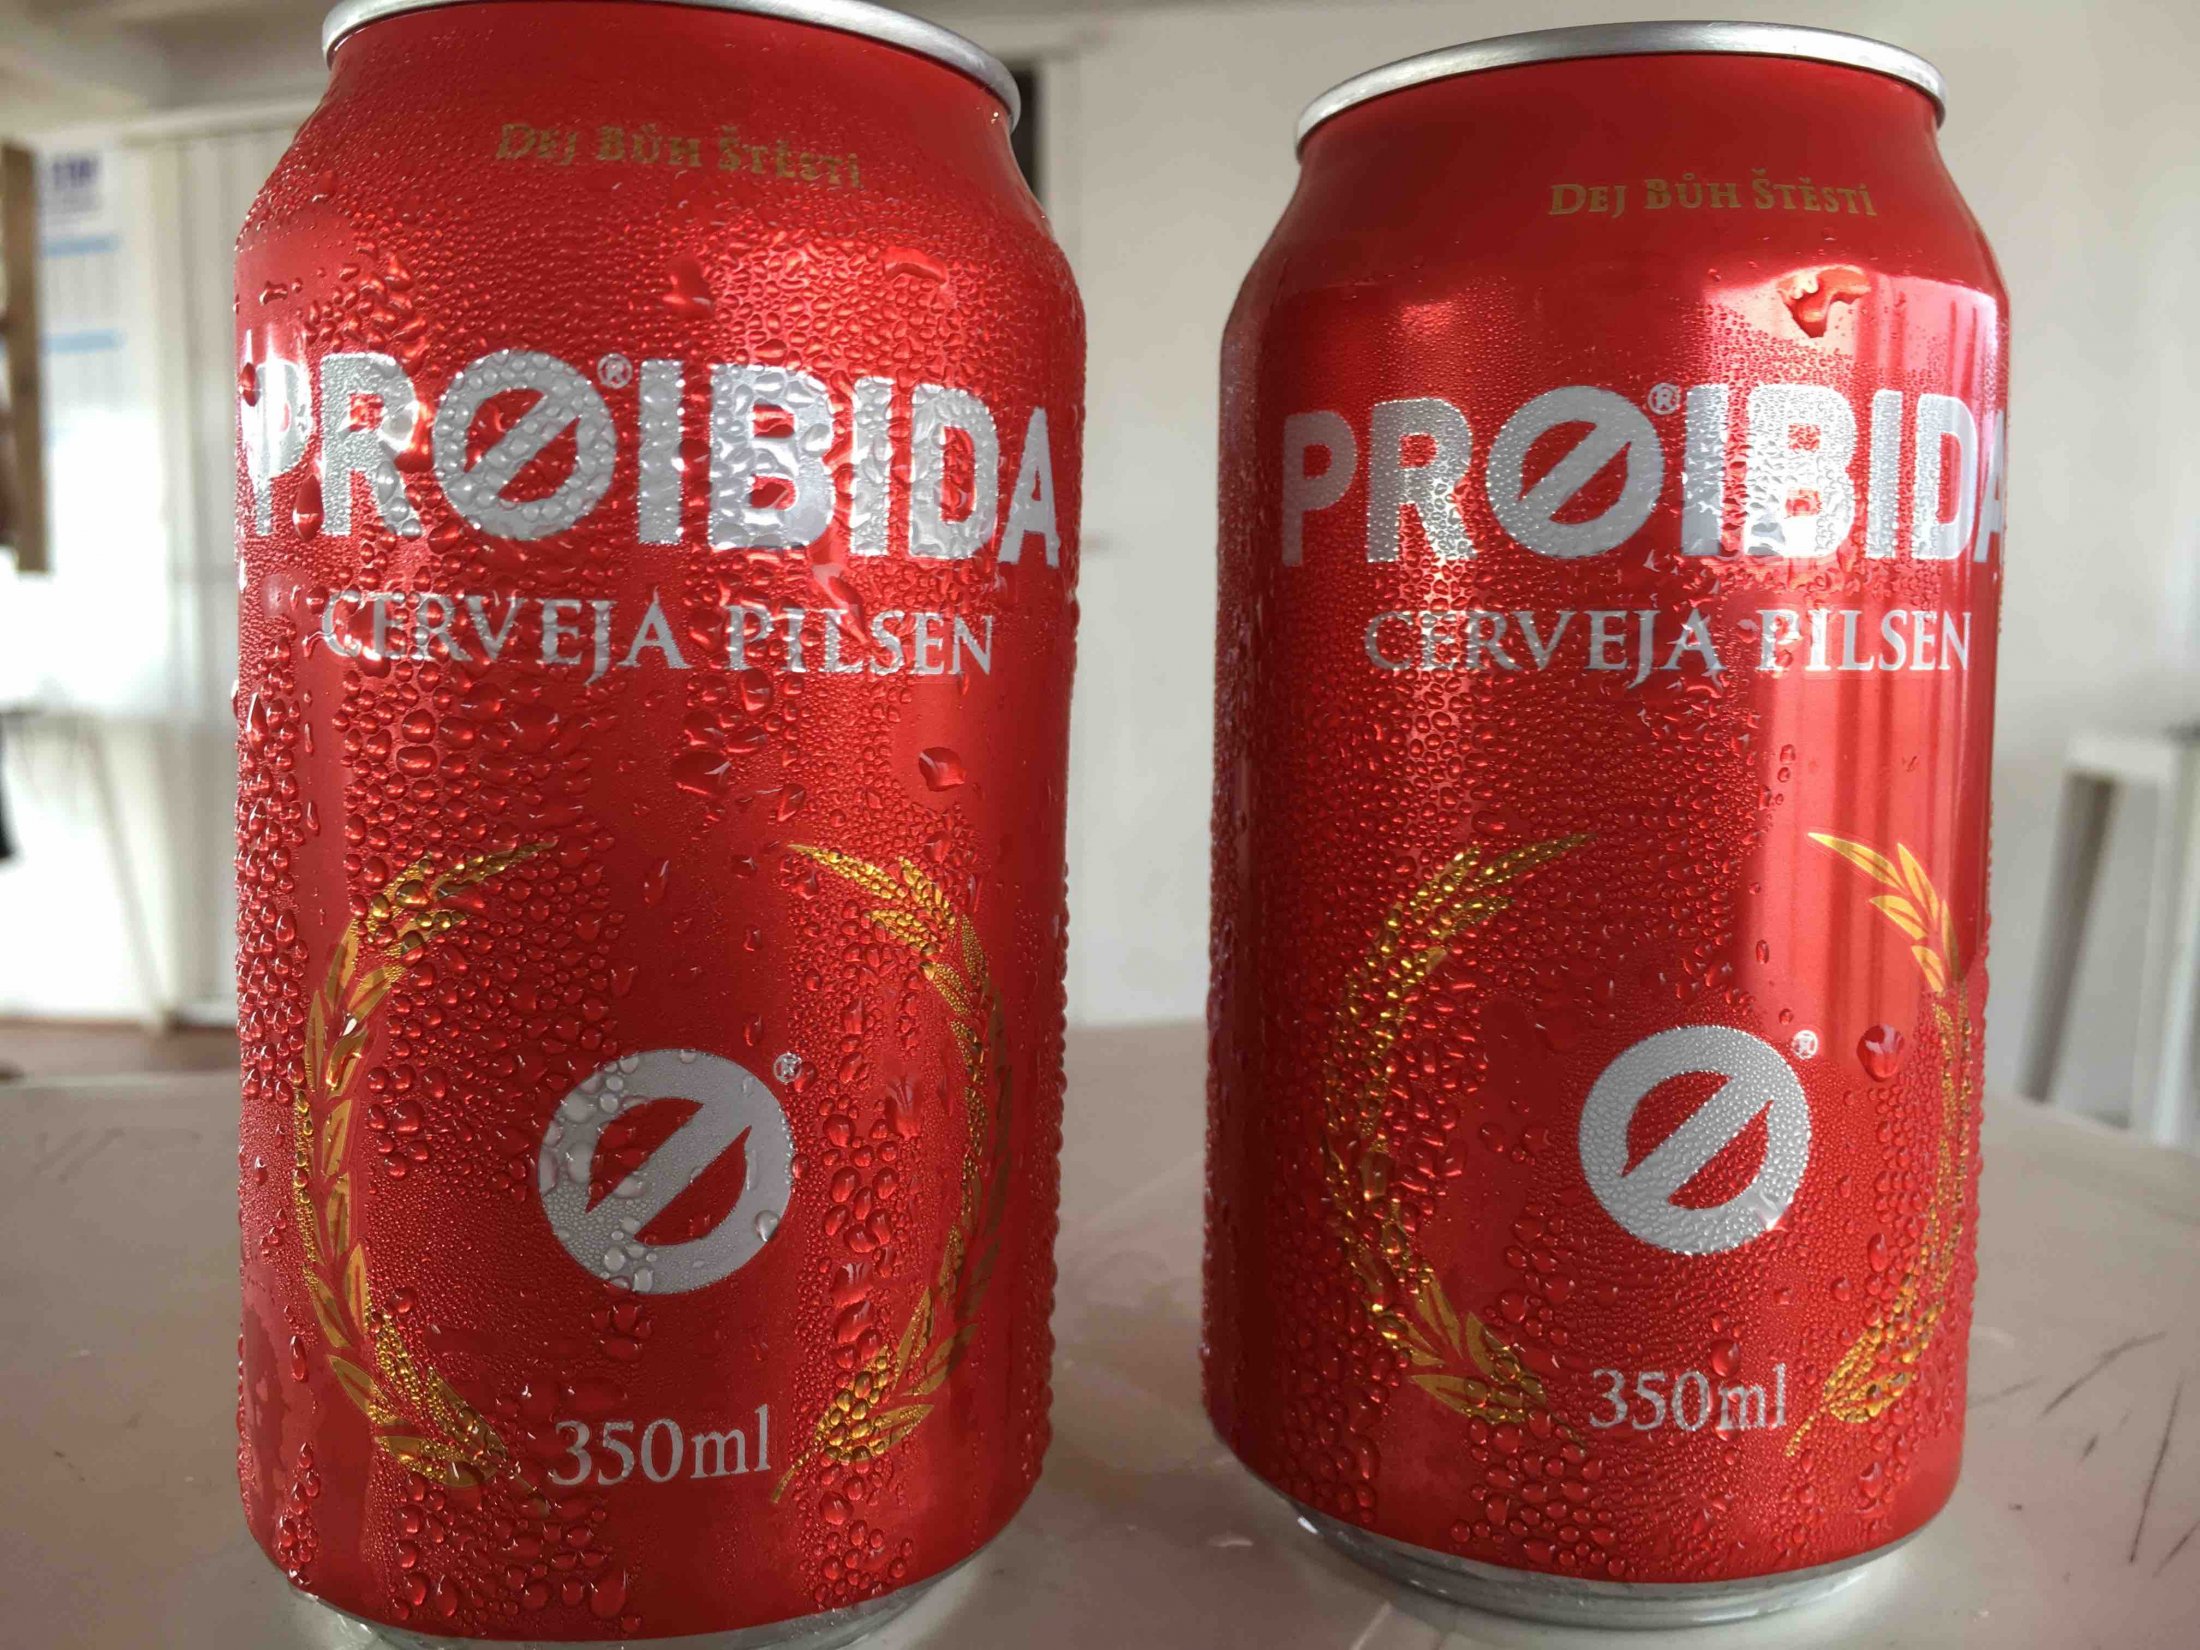 DEJ BŮH ŠTĚSTÍ
PRØIBIDA®
CERVEJA PILSEN
®
350ml
DEJ BŮH ŠTĚSTÍ
PRØIBIDA®
CERVEJA PILSEN
®
350ml